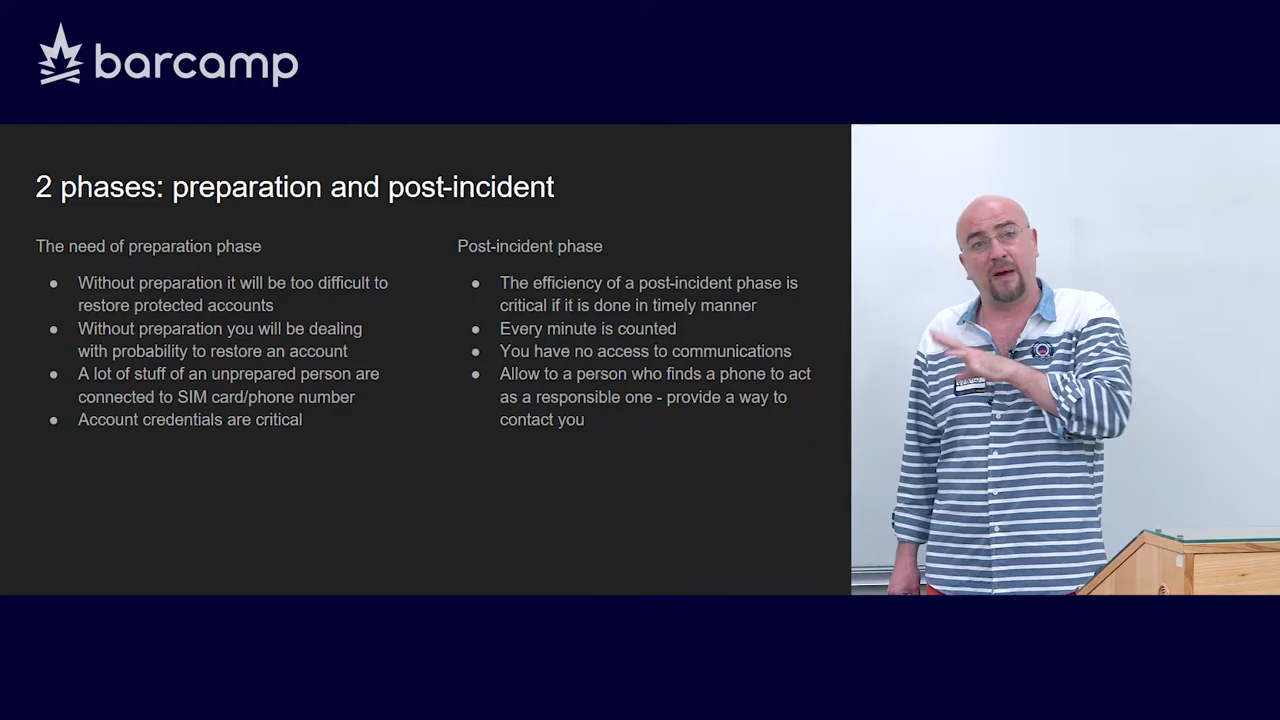 barcamp
2 phases: preparation and post-incident
The need of preparation phase
Without preparation it will be too difficult to
restore protected accounts
Without preparation you will be dealing
with probability to restore an account
A lot of stuff of an unprepared person are
connected to SIM card/phone number
Account credentials are critical
Post-incident phase
The efficiency of a post-incident phase is
critical if it is done in timely manner
Every minute is counted
You have no access to communications
Allow to a person who finds a phone to act
as a responsible one - provide a way to
contact you